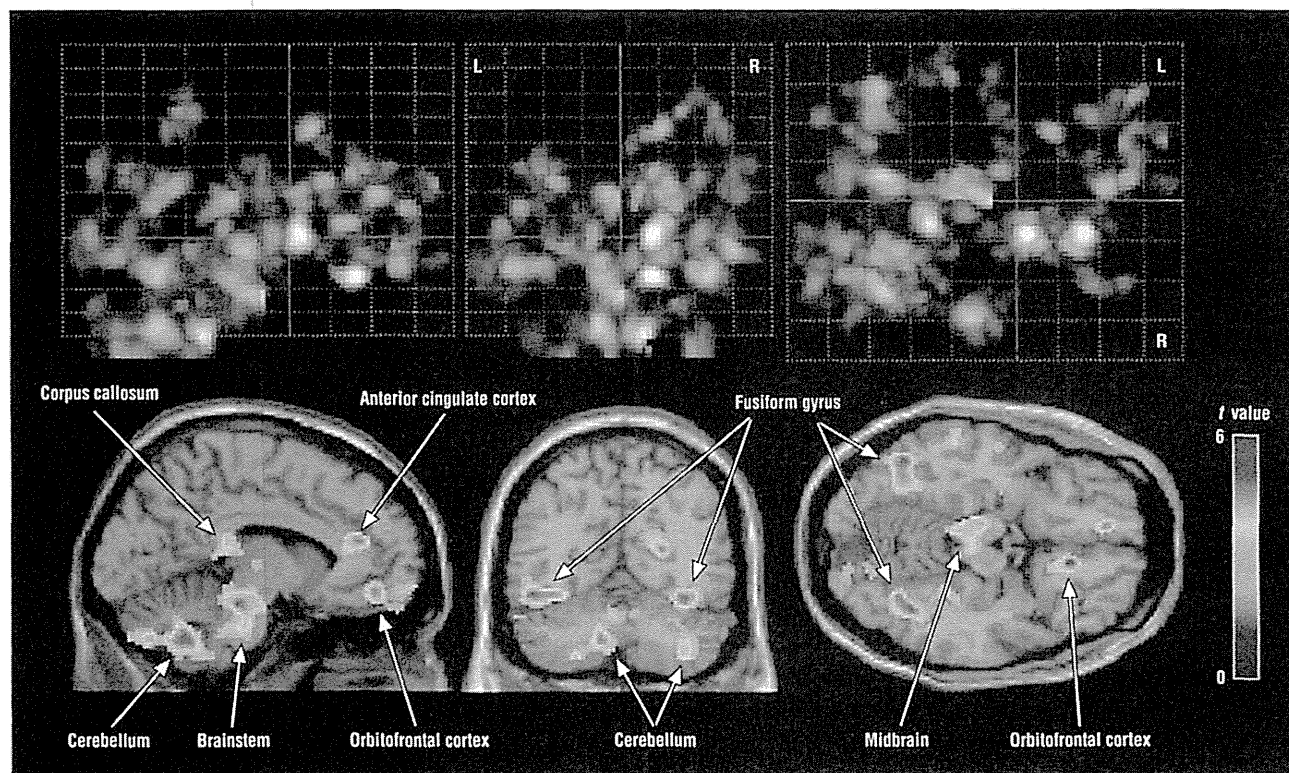 L
R
L
R
Corpus callosum
Anterior cingulate cortex
Fusiform gyrus
t value
6
0
Cerebellum
Brainstem
Orbitofrontal cortex
Cerebellum
Midbrain
Orbitofrontal cortex